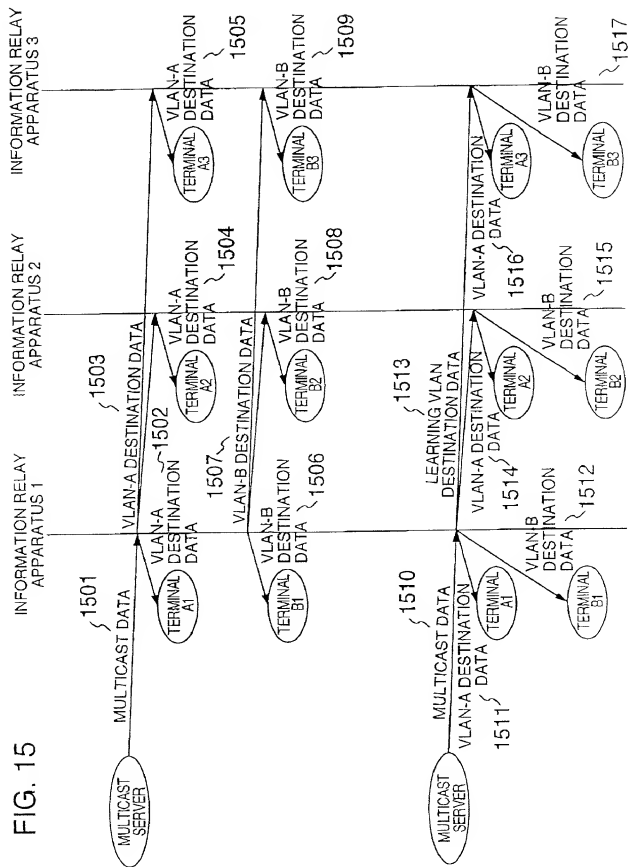 FIG. 15
INFORMATION RELAY
APPARATUS 1
INFORMATION RELAY
APPARATUS 2
INFORMATION RELAY
APPARATUS 3
MULTICAST
SERVER
MULTICAST DATA
1501
TERMINAL
A1
VLAN-A
DESTINATION
DATA
1502
VLAN-A DESTINATION DATA
1503
TERMINAL
A2
VLAN-A
DESTINATION
DATA
1504
TERMINAL
A3
VLAN-A
DESTINATION
DATA
1505
TERMINAL
B1
VLAN-B
DESTINATION
DATA
1506
1507
VLAN-B DESTINATION DATA
TERMINAL
B2
VLAN-B
DESTINATION
DATA
1508
TERMINAL
B3
VLAN-B
DESTINATION
DATA
1509
MULTICAST
SERVER
MULTICAST DATA
1510
VLAN-A DESTINATION
DATA
1511
TERMINAL
A1
TERMINAL
B1
VLAN-B
DESTINATION
DATA
1512
LEARNING VLAN
DESTINATION DATA
1513
VLAN-A DESTINATION
DATA
1514
TERMINAL
A2
TERMINAL
B2
VLAN-B
DESTINATION
DATA
1515
VLAN-A DESTINATION
DATA
1516
TERMINAL
A3
TERMINAL
B3
VLAN-B
DESTINATION
DATA
1517